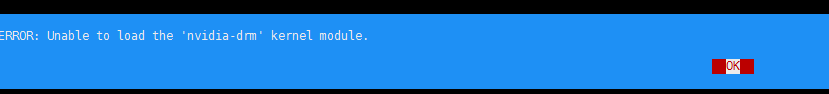 ERROR: Unable to load the 'nvidia-drm' kernel module.
OK